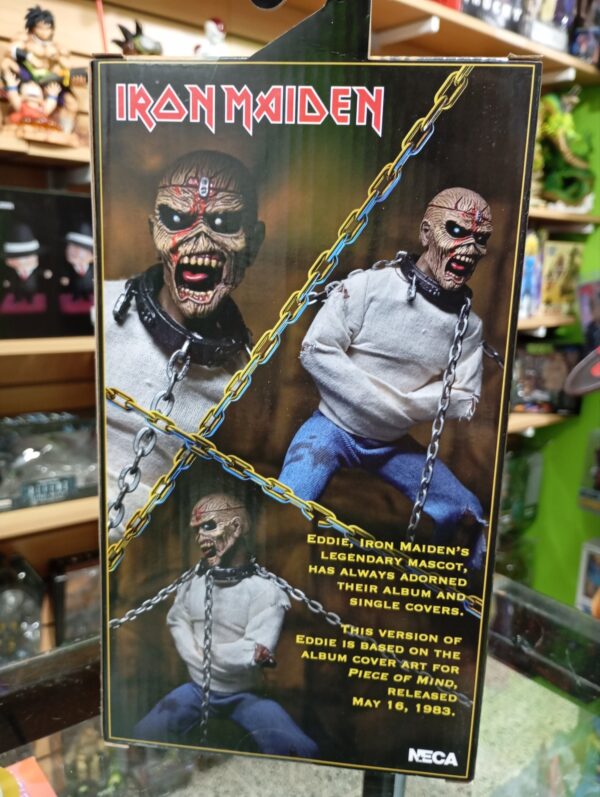 IRON MAIDEN
EDDIE, IRON MAIDEN'S
LEGENDARY MASCOT,
HAS ALWAYS ADORNED
THEIR ALBUM AND
SINGLE COVERS.
THIS VERSION OF
EDDIE IS BASED ON THE
ALBUM COVER ART FOR
PIECE OF MIND,
RELEASED
MAY 16, 1983.
NECA